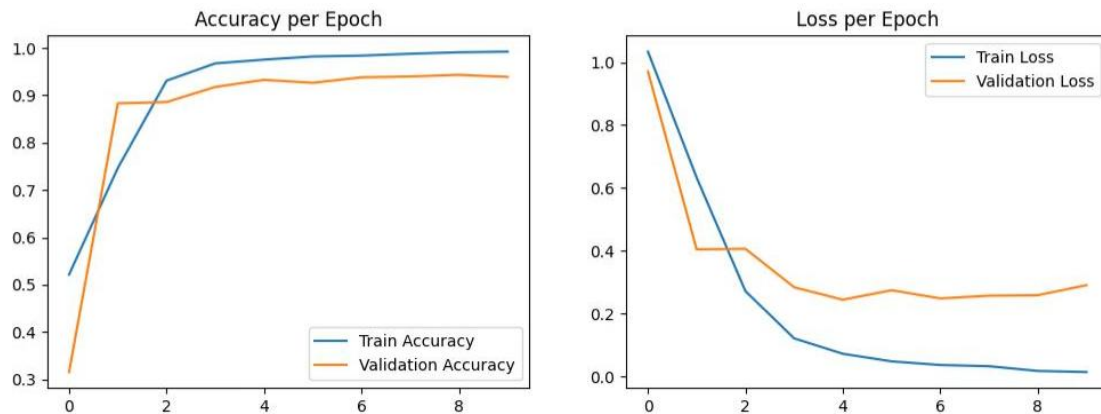 Accuracy per Epoch
1.0
0.9
0.8
0.7
0.6
0.5
0.4
0.3
Train Accuracy
Validation Accuracy
0 2 4 6 8
Loss per Epoch
1.0
0.8
0.6
0.4
0.2
0.0
Train Loss
Validation Loss
0 2 4 6 8